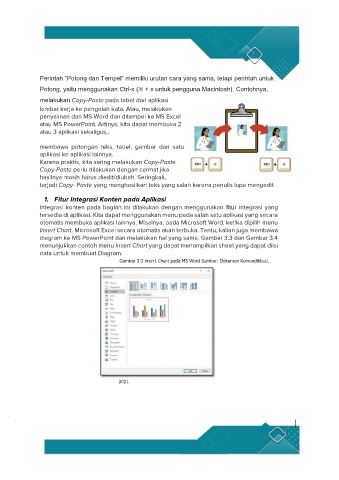 Perintah "Potong dan Tempel" memiliki urutan cara yang sama, tetapi perintah untuk
Potong, yaitu menggunakan Ctrl-x (⌘ + x untuk pengguna Macintosh). Contohnya,
melakukan Copy-Paste pada tabel dari aplikasi
lembar kerja ke pengolah kata. Atau, melakukan
penyalinan dari MS Word dan ditempel ke MS Excel
atau MS PowerPoint. Artinya, kita dapat membuka 2
atau 3 aplikasi sekaligus,.
membawa potongan teks, tabel, gambar dari satu
aplikasi ke aplikasi lainnya.
Karena praktis, kita sering melakukan Copy-Paste.
Copy-Paste perlu dilakukan dengan cermat jika
hasilnya masih harus diedit/diubah. Seringkali,
terjadi Copy- Paste yang menghasilkan teks yang salah karena penulis lupa mengedit
1. Fitur Integrasi Konten pada Aplikasi
Integrasi konten pada bagian ini dilakukan dengan menggunakan fitur integrasi yang
tersedia di aplikasi. Kita dapat menggunakan menu pada salah satu aplikasi yang secara
otomatis membuka aplikasi lainnya. Misalnya, pada Microsoft Word, ketika dipilih menu
Insert Chart, Microsoft Excel secara otomatis akan terbuka. Tentu, kalian juga membawa
diagram ke MS PowerPoint dan melakukan hal yang sama. Gambar 3.3 dan Gambar 3.4
menunjukkan contoh menu Insert Chart yang dapat menampilkan sheet yang dapat diisi
data untuk membuat Diagram.
Gambar 3.3 Insert Chart pada MS Word Sumber: Dokumen Kemendikbud,
2021